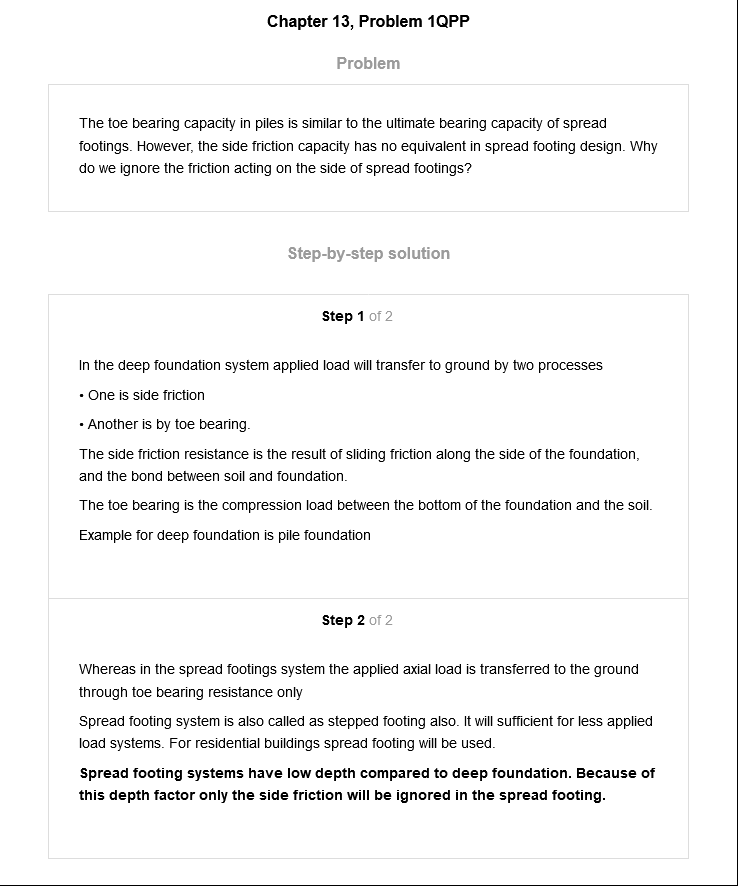 Chapter 13, Problem 1QPP
Problem
The toe bearing capacity in piles is similar to the ultimate bearing capacity of spread
footings. However, the side friction capacity has no equivalent in spread footing design. Why
do we ignore the friction acting on the side of spread footings?
Step-by-step solution
Step 1 of 2
In the deep foundation system applied load will transfer to ground by two processes
• One is side friction
• Another is by toe bearing.
The side friction resistance is the result of sliding friction along the side of the foundation,
and the bond between soil and foundation.
The toe bearing is the compression load between the bottom of the foundation and the soil.
Example for deep foundation is pile foundation
Step 2 of 2
Whereas in the spread footings system the applied axial load is transferred to the ground
through toe bearing resistance only
Spread footing system is also called as stepped footing also. It will sufficient for less applied
load systems. For residential buildings spread footing will be used.
Spread footing systems have low depth compared to deep foundation. Because of
this depth factor only the side friction will be ignored in the spread footing.